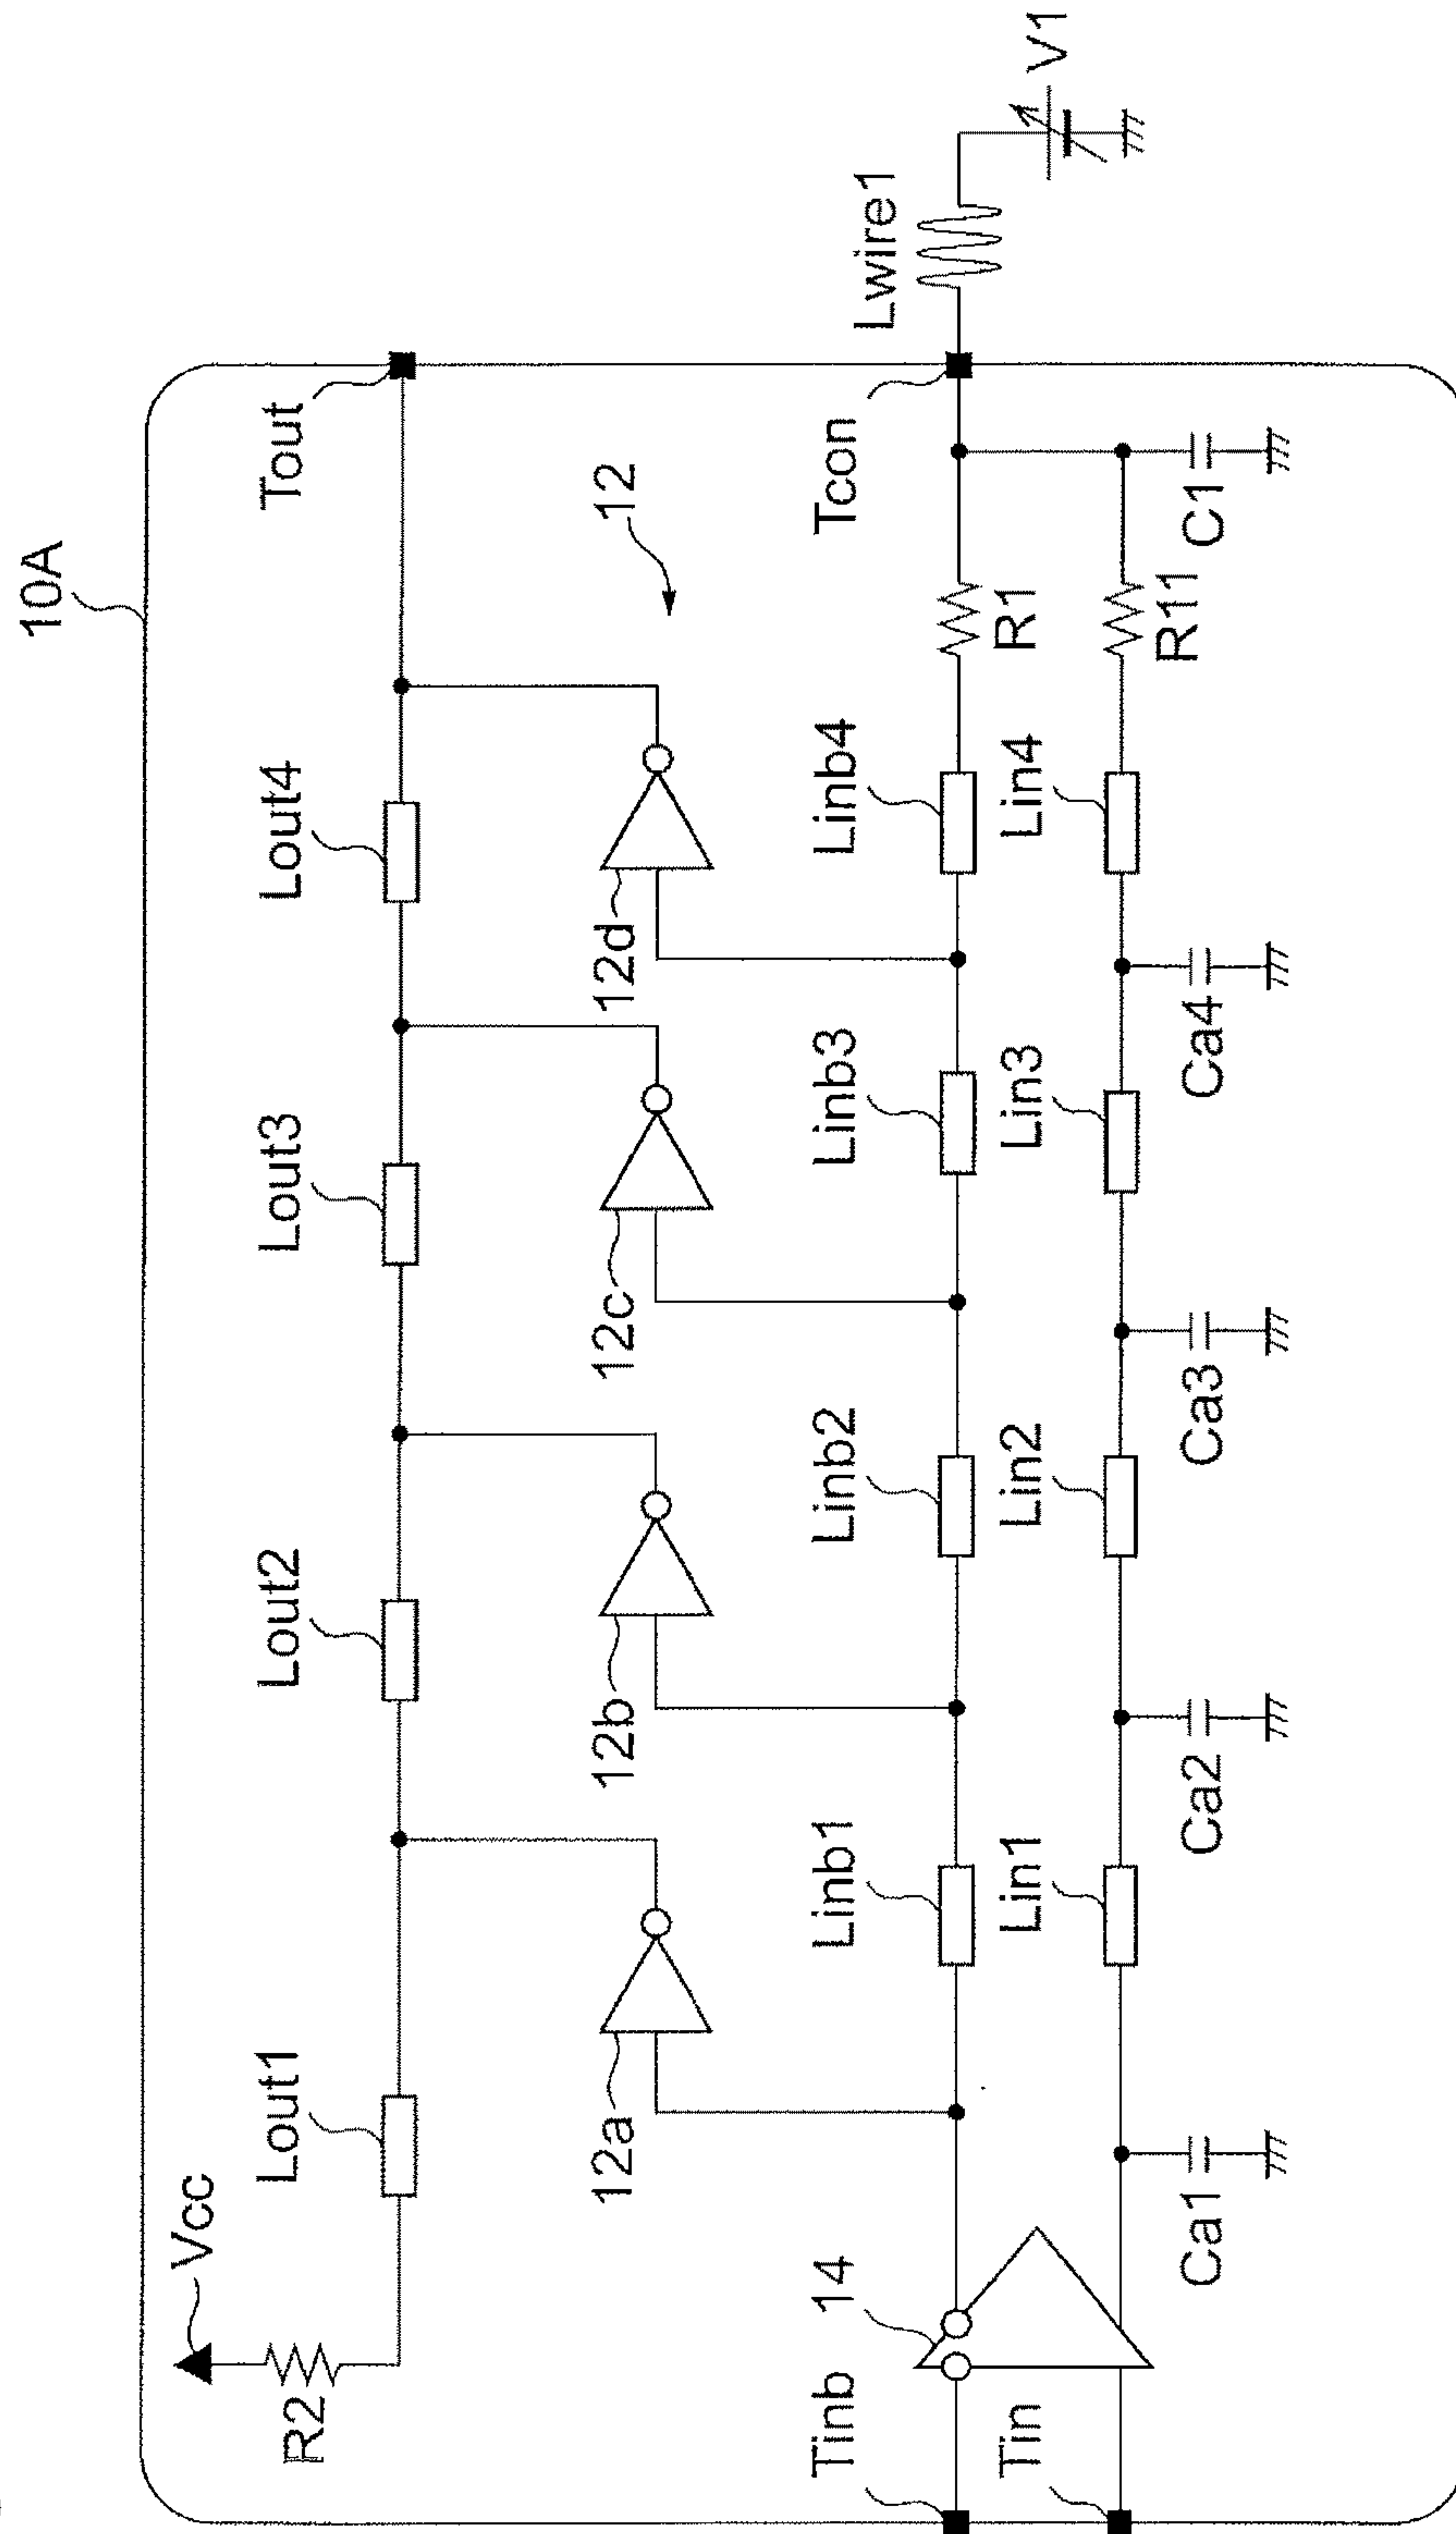 10A
Vcc
R2
Lout1
Lout2
Lout3
Lout4
Tout
12a
12b
12c
12d
12
Tinb
14
Linb1
Linb2
Linb3
Linb4
R1
Tcon
Lwire1
V1
Tin
Lin1
Lin2
Lin3
Lin4
R11
Ca1
Ca2
Ca3
Ca4
C1